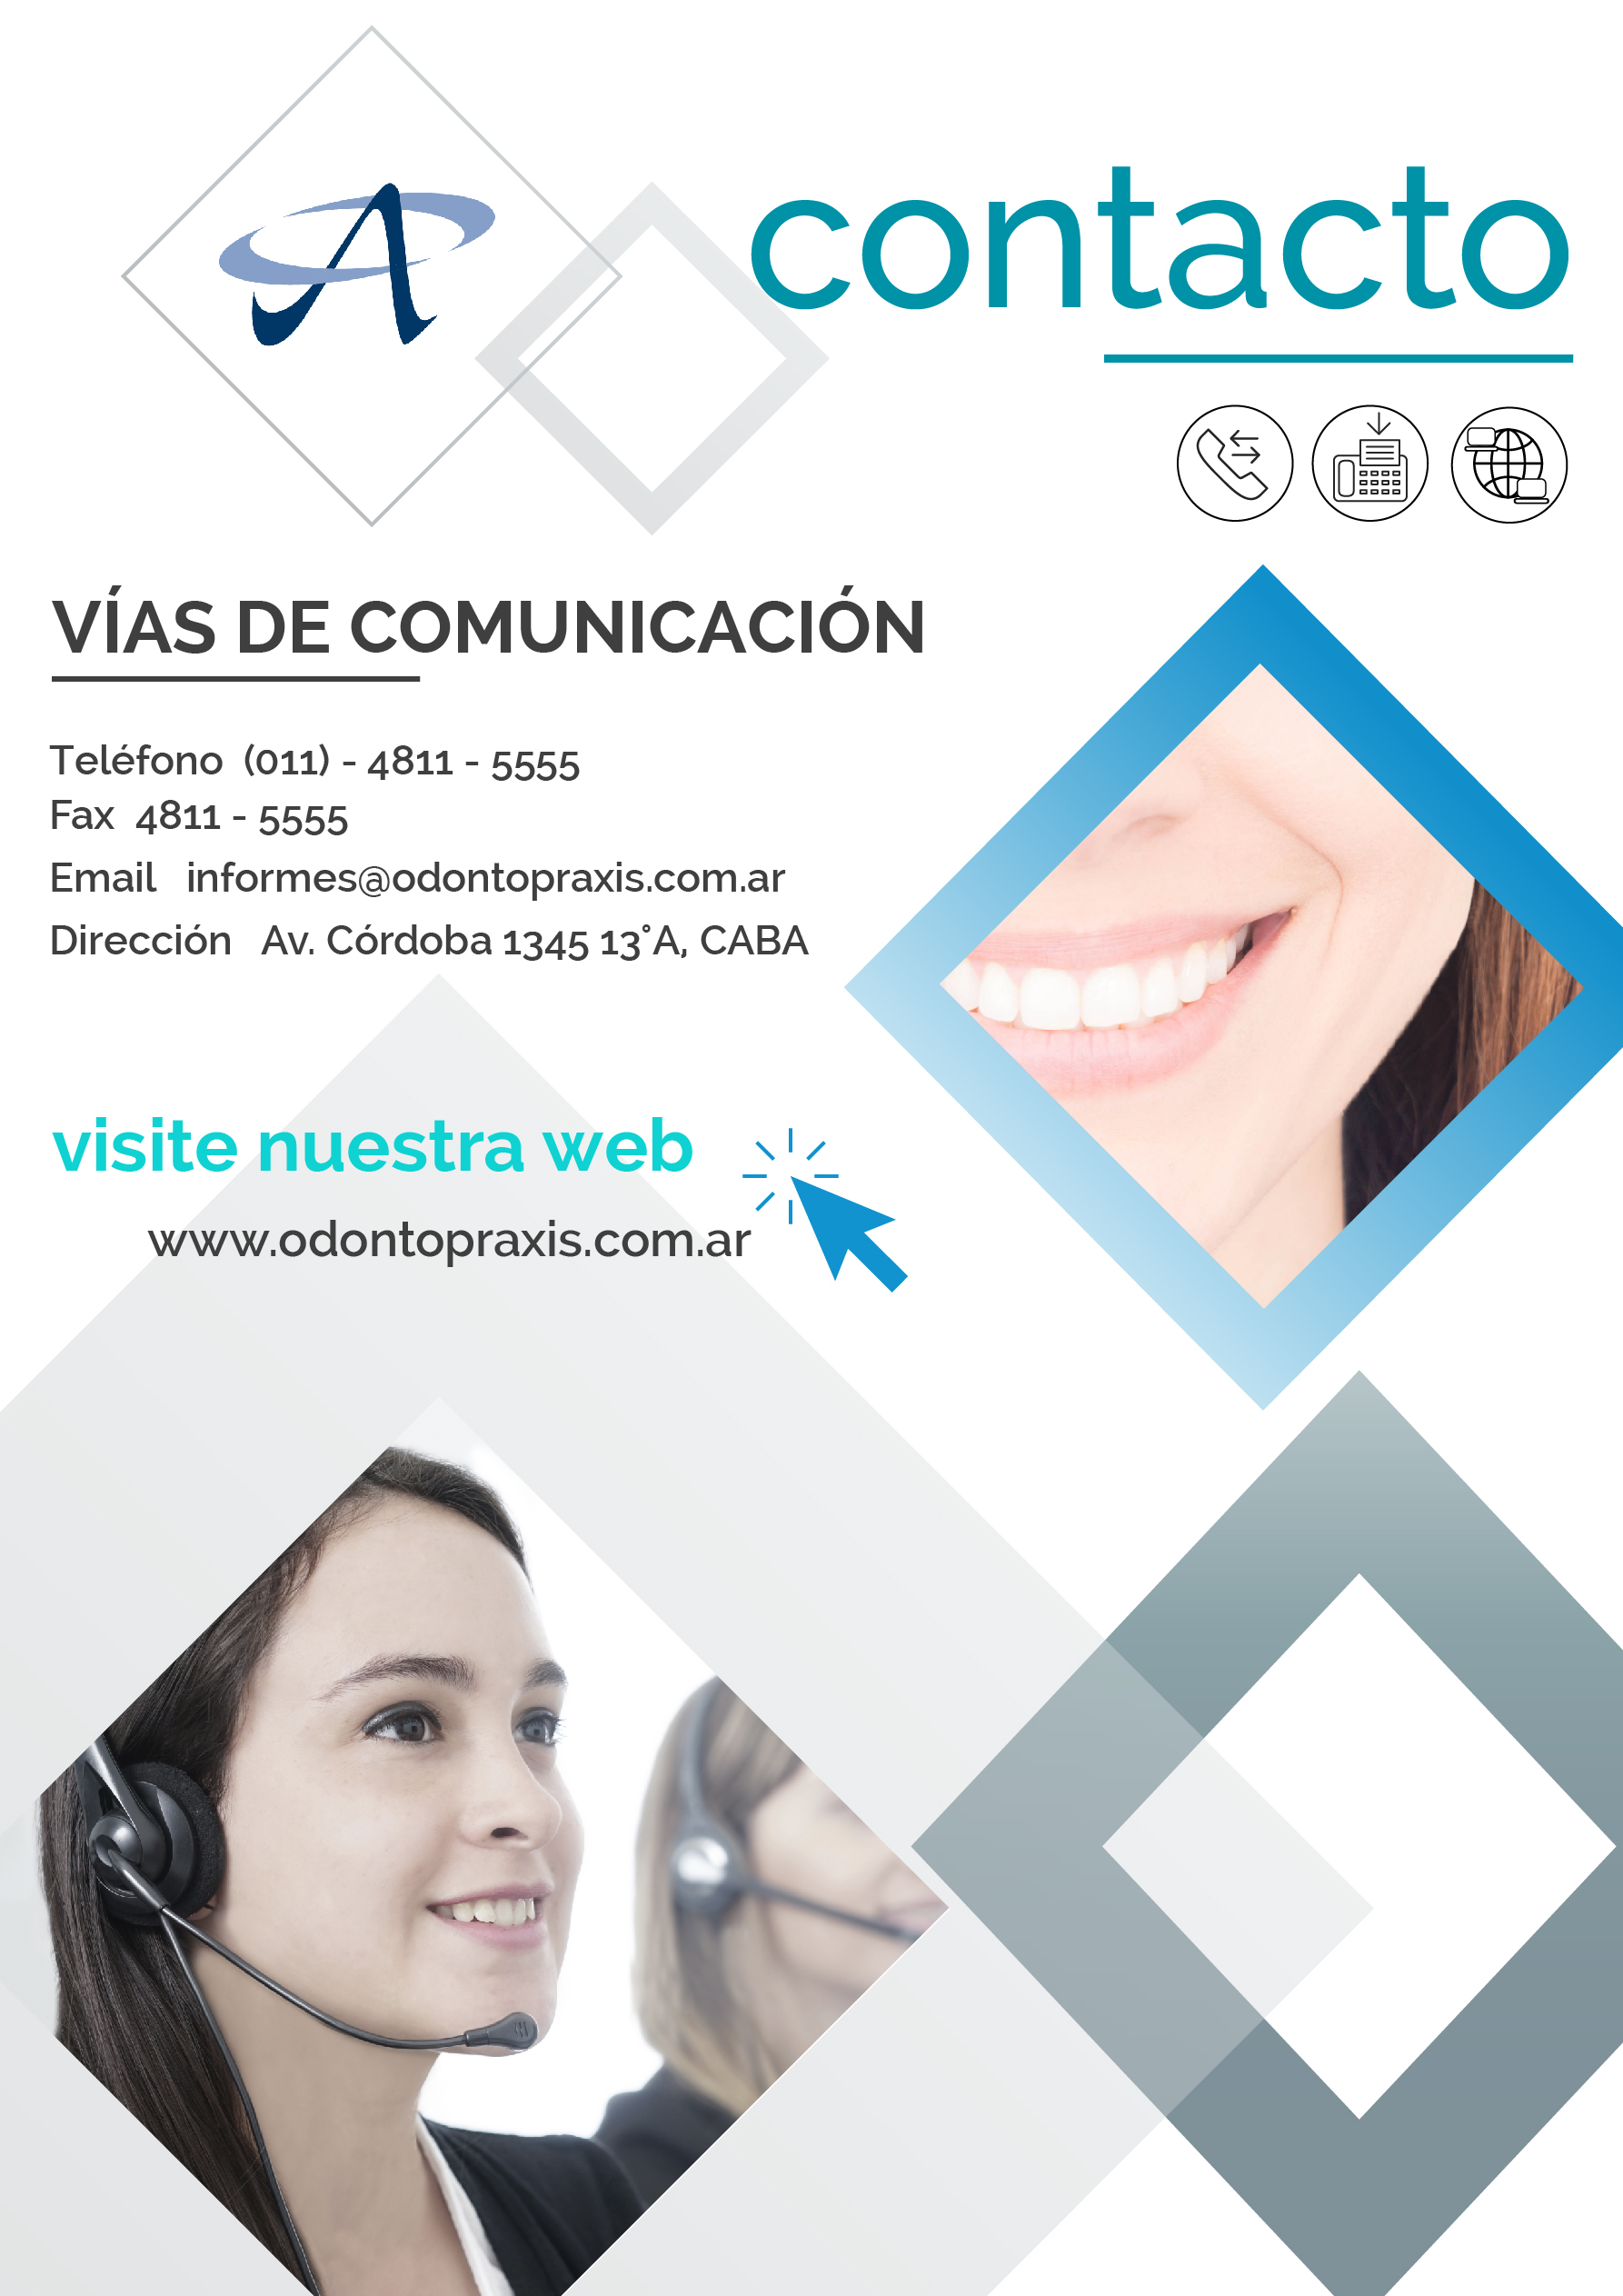 contacto
VÍAS DE COMUNICACIÓN
Teléfono (011) - 4811 - 5555
Fax 4811 - 5555
Email informes@odontopraxis.com.ar
Dirección Av. Córdoba 1345 13°A, CABA
visite nuestra web
www.odontopraxis.com.ar